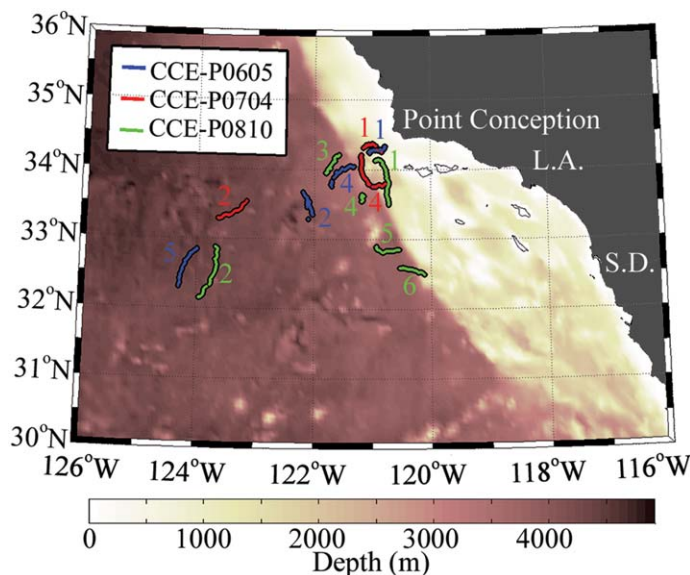 36°N
35°N
34°N
33°N
32°N
31°N
30°N
CCE-P0605
CCE-P0704
CCE-P0810
Point Conception
L.A.
S.D.
1 1
3 1
4 4
4
2 2
5 2
5
6
126°W 124°W 122°W 120°W 118°W 116°W
0 1000 2000 3000 4000
Depth (m)